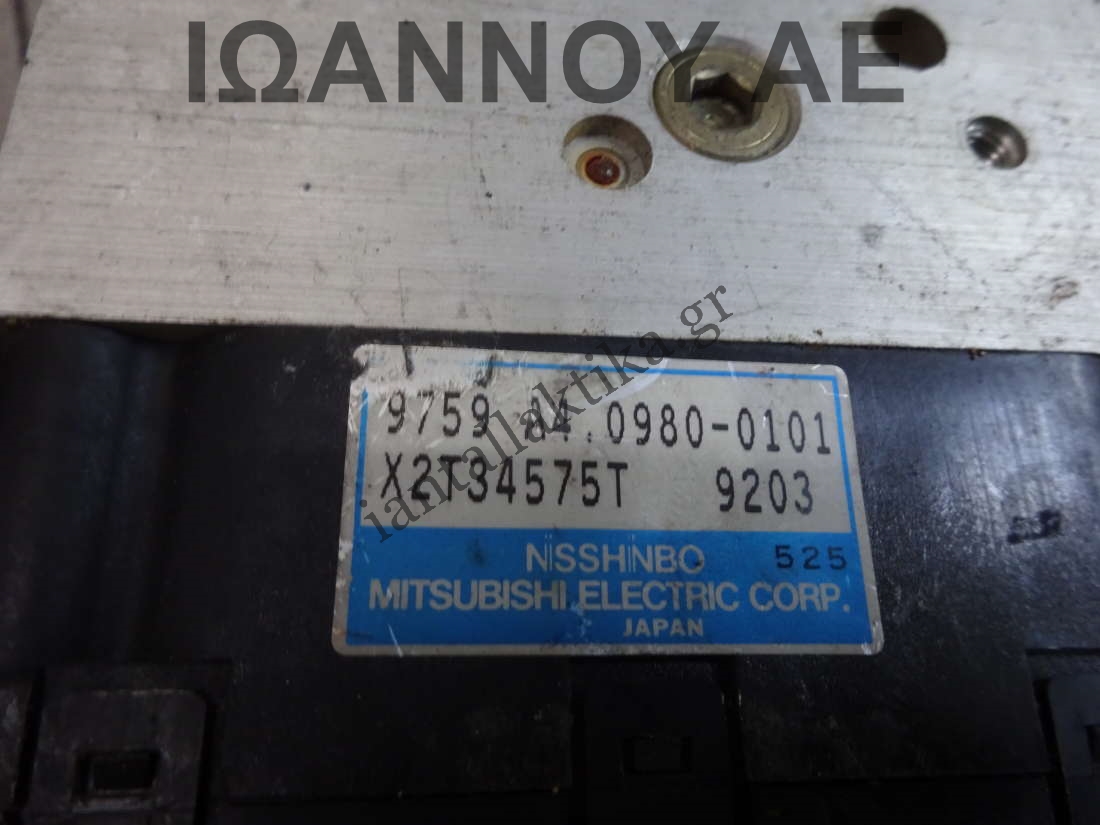 ΙΩΑΝΝΟΥ ΑΕ
iantallaktika.gr
9759 84.0980-0101
X2T34575T 9203
NISSHINBO 525
MITSUBISHI ELECTRIC CORP.
JAPAN